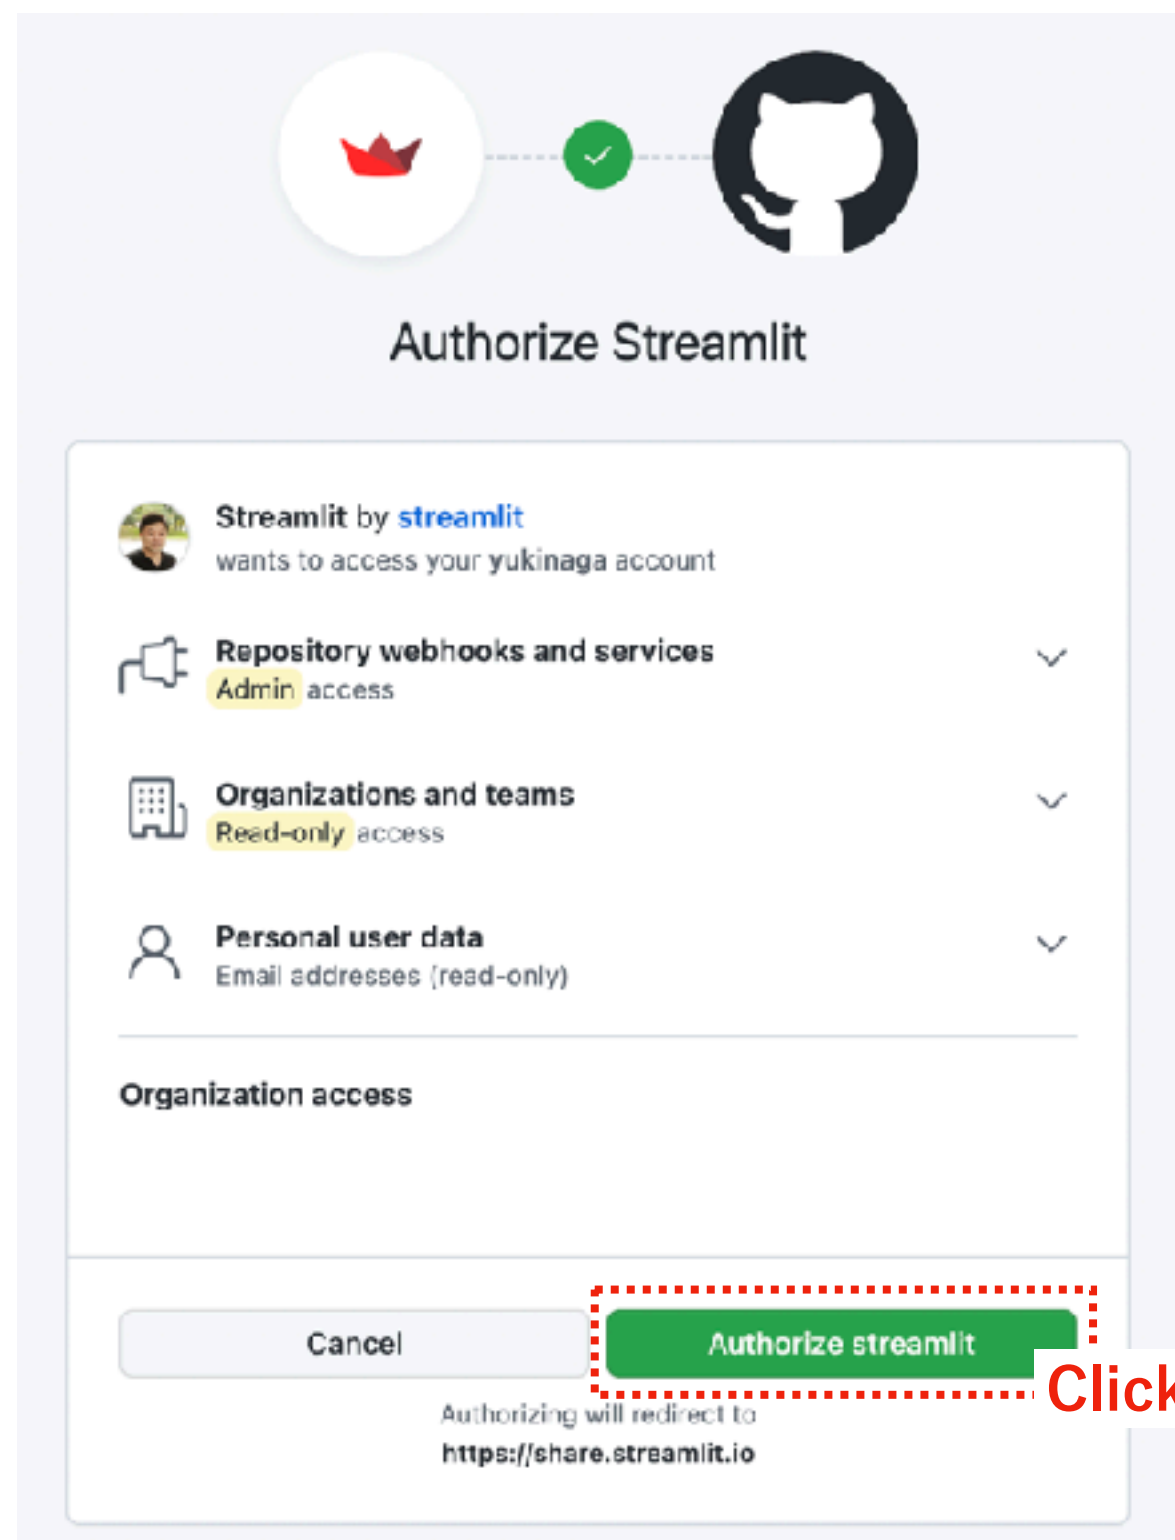 Authorize Streamlit
Streamlit by streamlit
wants to access your yukinaga account
Repository webhooks and services
Admin access
Organizations and teams
Read-only access
Personal user data
Email addresses (read-only)
Organization access
Cancel
Authorize streamlit
Click
Authorizing will redirect to
https://share.streamlit.io